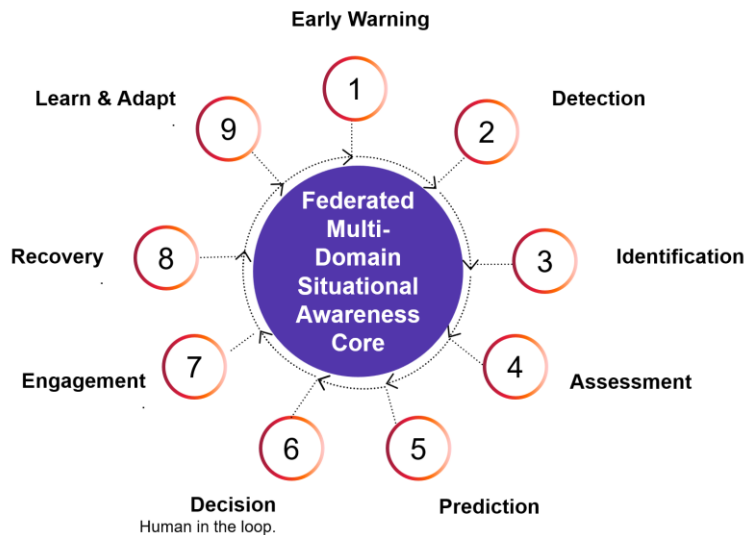 Early Warning
1
Learn & Adapt
.
9
Detection
2
Federated
Multi-
Domain
Situational
Awareness
Core
Recovery
.
8
Identification
3
Engagement
.
7
Assessment
4
6
5
Decision
Human in the loop.
Prediction